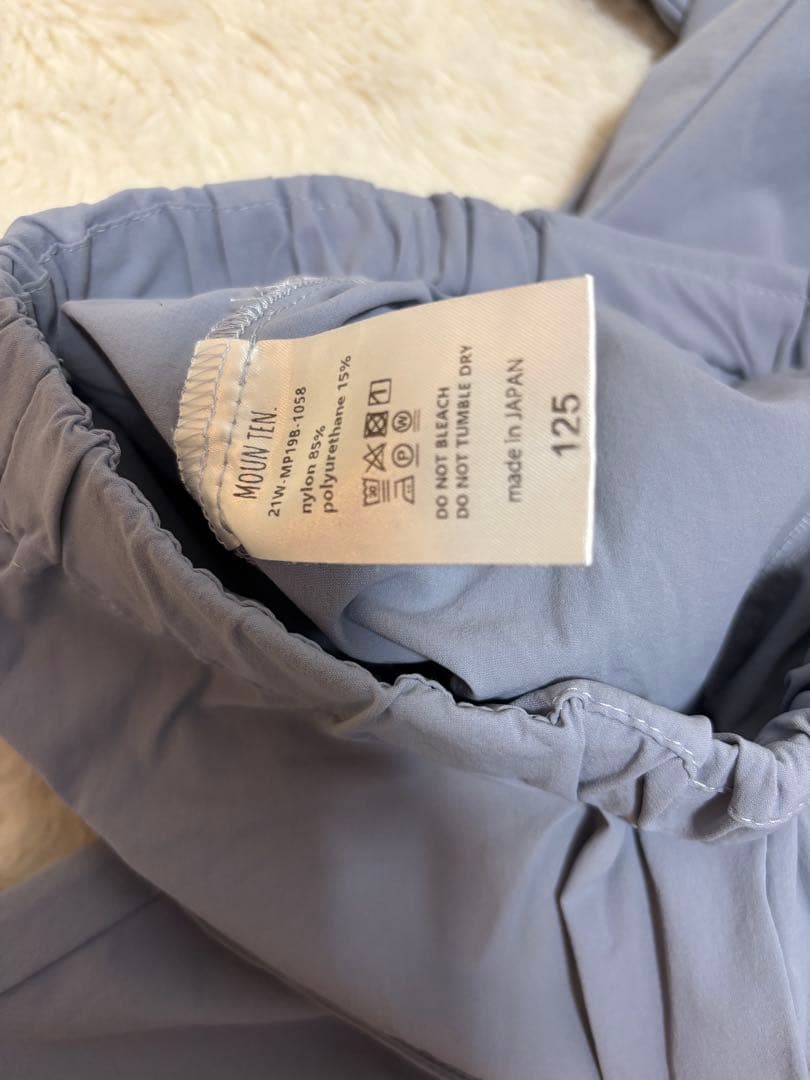 MOUN TEN.
21W-MP19B-1058
nylon 85%
polyurethane 15%
DO NOT BLEACH
DO NOT TUMBLE DRY
made in JAPAN
125